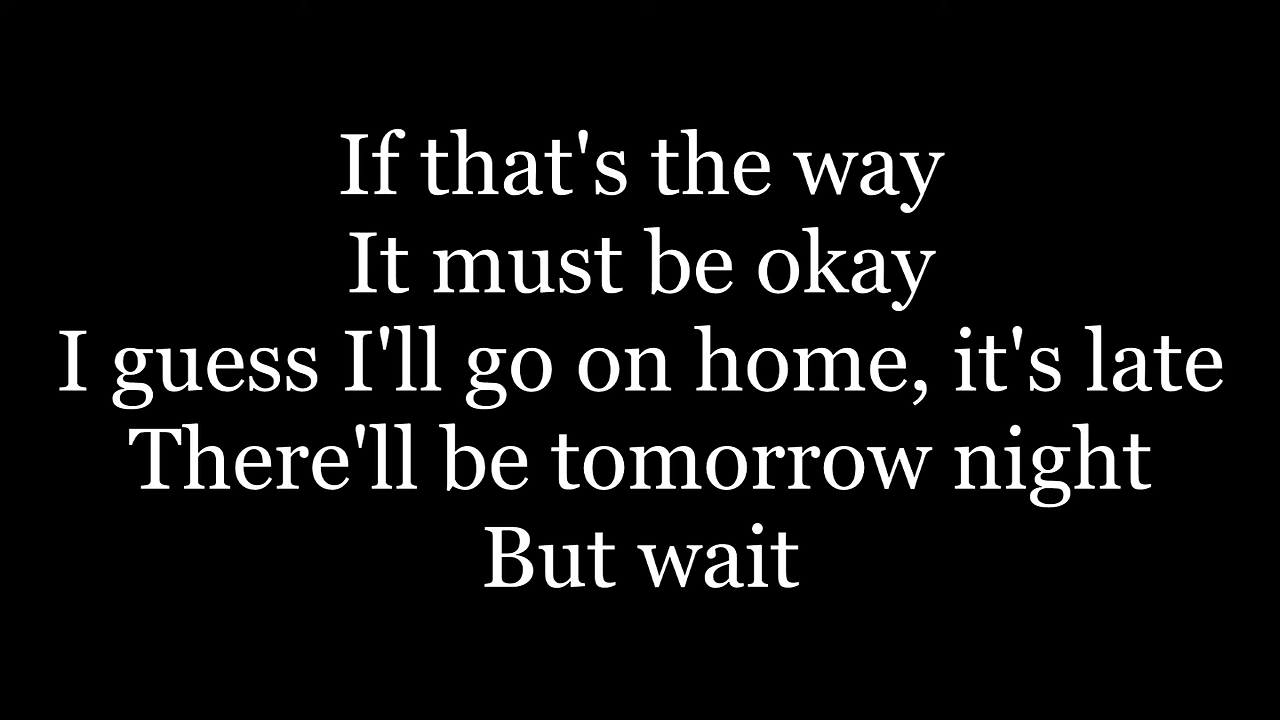 If that's the way
It must be okay
I guess I'll go on home, it's late
There'll be tomorrow night
But wait